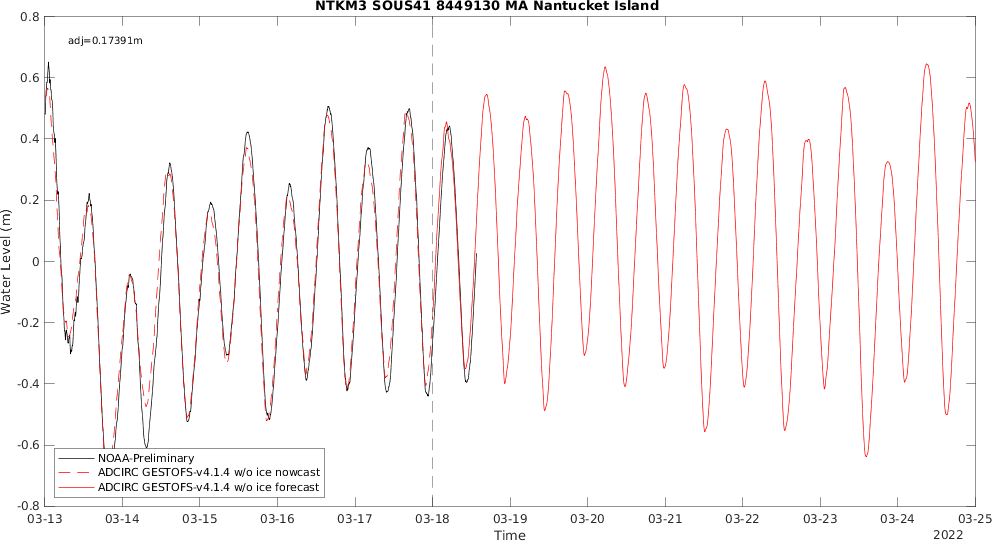 NTKM3 SOUS41 8449130 MA Nantucket Island
adj=0.17391m
0.8
0.6
0.4
0.2
0
-0.2
-0.4
-0.6
-0.8
Water Level (m)
NOAA-Preliminary
ADCIRC GESTOFS-v4.1.4 w/o ice nowcast
ADCIRC GESTOFS-v4.1.4 w/o ice forecast
03-13 03-14 03-15 03-16 03-17 03-18 03-19 03-20 03-21 03-22 03-23 03-24 03-25
Time
2022